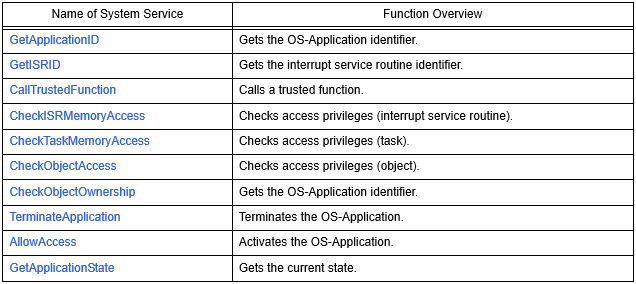 Name of System Service Function Overview
GetApplicationID Gets the OS-Application identifier.
GetISRID Gets the interrupt service routine identifier.
CallTrustedFunction Calls a trusted function.
CheckISRMemoryAccess Checks access privileges (interrupt service routine).
CheckTaskMemoryAccess Checks access privileges (task).
CheckObjectAccess Checks access privileges (object).
CheckObjectOwnership Gets the OS-Application identifier.
TerminateApplication Terminates the OS-Application.
AllowAccess Activates the OS-Application.
GetApplicationState Gets the current state.